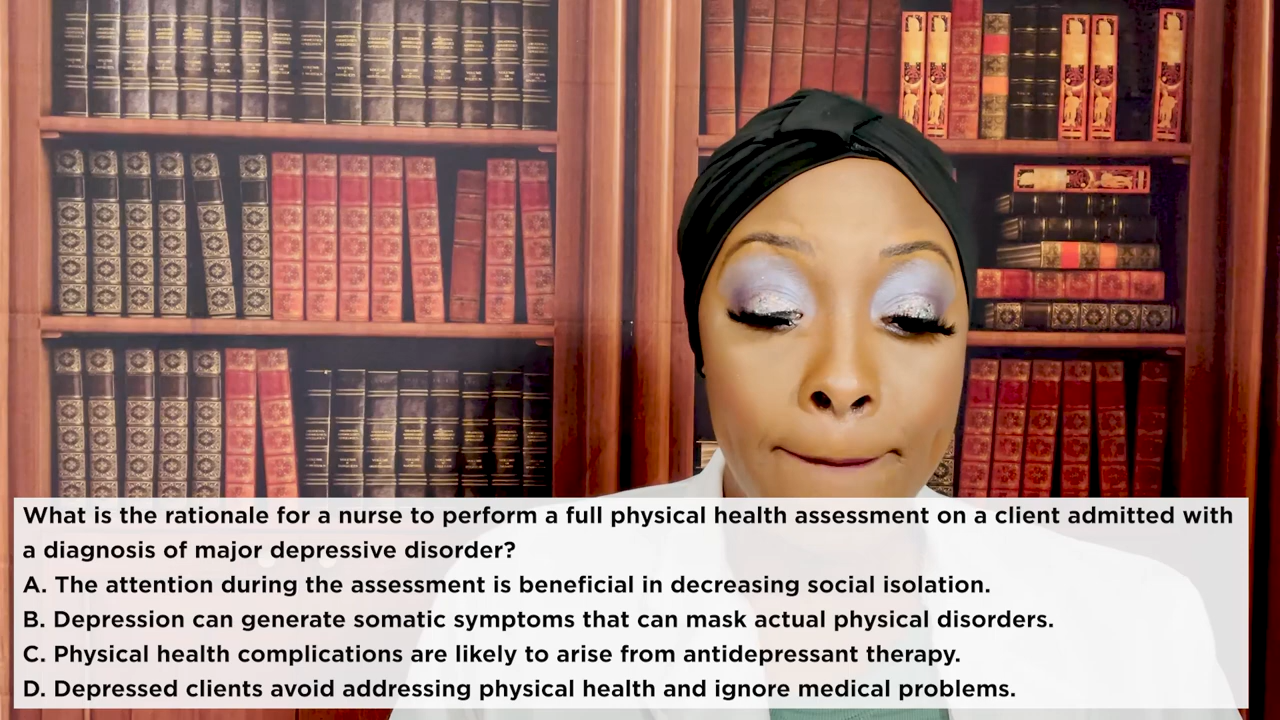 What is the rationale for a nurse to perform a full physical health assessment on a client admitted with
a diagnosis of major depressive disorder?
A. The attention during the assessment is beneficial in decreasing social isolation.
B. Depression can generate somatic symptoms that can mask actual physical disorders.
C. Physical health complications are likely to arise from antidepressant therapy.
D. Depressed clients avoid addressing physical health and ignore medical problems.